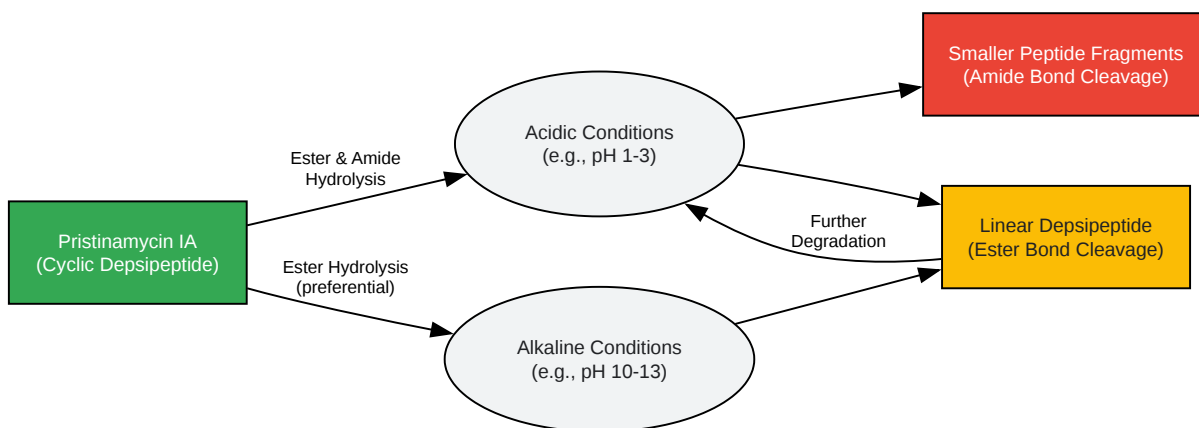 Smaller Peptide Fragments
(Amide Bond Cleavage)
Acidic Conditions
(e.g., pH 1-3)
Ester & Amide
Hydrolysis
Further
Degradation
Linear Depsipeptide
(Ester Bond Cleavage)
Pristinamycin IA
(Cyclic Depsipeptide)
Ester Hydrolysis
(preferential)
Alkaline Conditions
(e.g., pH 10-13)